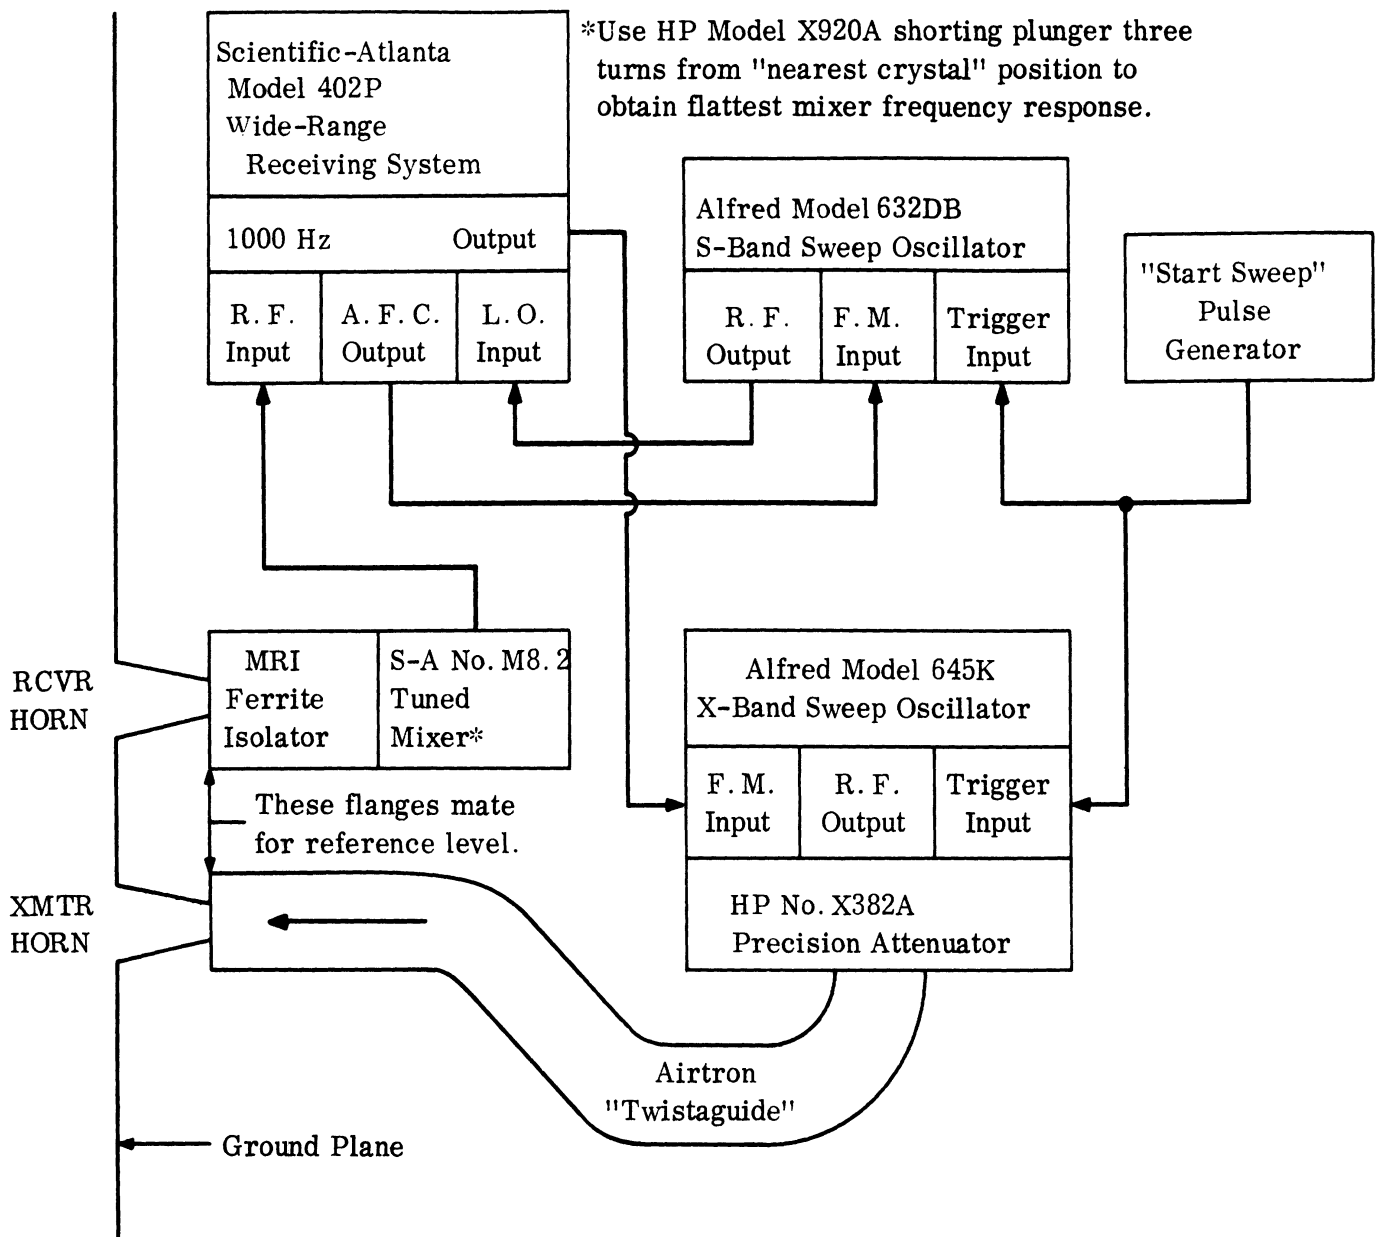 *Use HP Model X920A shorting plunger three
turns from "nearest crystal" position to
obtain flattest mixer frequency response.
Scientific-Atlanta
Model 402P
Wide-Range
Receiving System
1000 Hz Output
R. F.
Input
A. F. C.
Output
L. O.
Input
Alfred Model 632DB
S-Band Sweep Oscillator
R. F.
Output
F. M.
Input
Trigger
Input
"Start Sweep"
Pulse
Generator
RCVR
HORN
MRI
Ferrite
Isolator
S-A No. M8. 2
Tuned
Mixer*
These flanges mate
for reference level.
Alfred Model 645K
X-Band Sweep Oscillator
F. M.
Input
R. F.
Output
Trigger
Input
HP No. X382A
Precision Attenuator
XMTR
HORN
Airtron
"Twistaguide"
Ground Plane